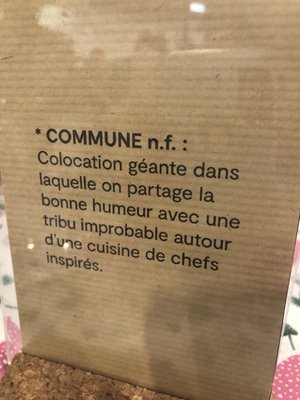 * COMMUNE n.f. :
Colocation géante dans
laquelle on partage la
bonne humeur avec une
tribu improbable autour
d'une cuisine de chefs
inspirés.